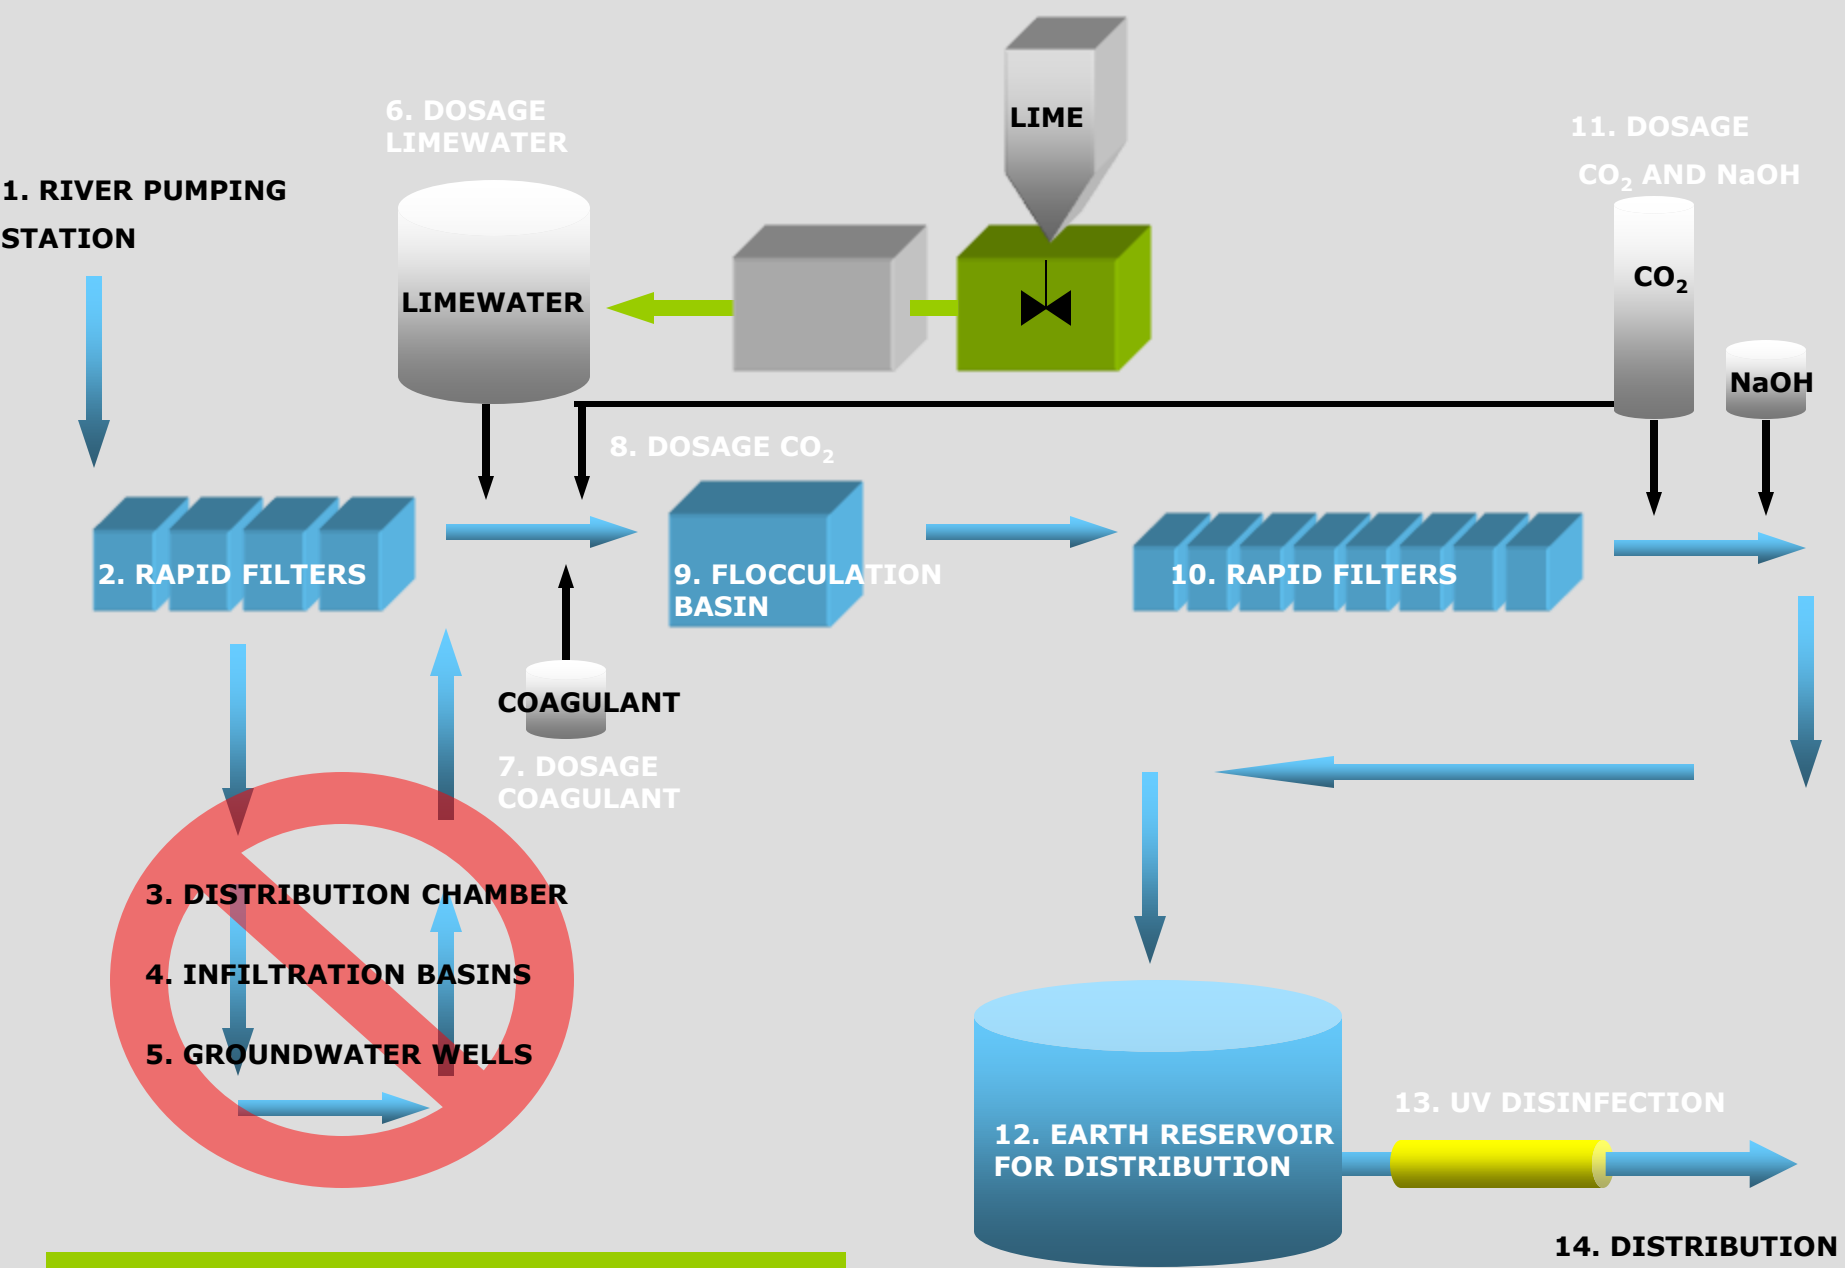 1. RIVER PUMPING
STATION
6. DOSAGE
LIMEWATER
LIMEWATER
LIME
11. DOSAGE
CO₂ AND NaOH
CO₂
NaOH
8. DOSAGE CO₂
2. RAPID FILTERS
9. FLOCCULATION
BASIN
10. RAPID FILTERS
COAGULANT
7. DOSAGE
COAGULANT
3. DISTRIBUTION CHAMBER
4. INFILTRATION BASINS
5. GROUNDWATER WELLS
12. EARTH RESERVOIR
FOR DISTRIBUTION
13. UV DISINFECTION
14. DISTRIBUTION